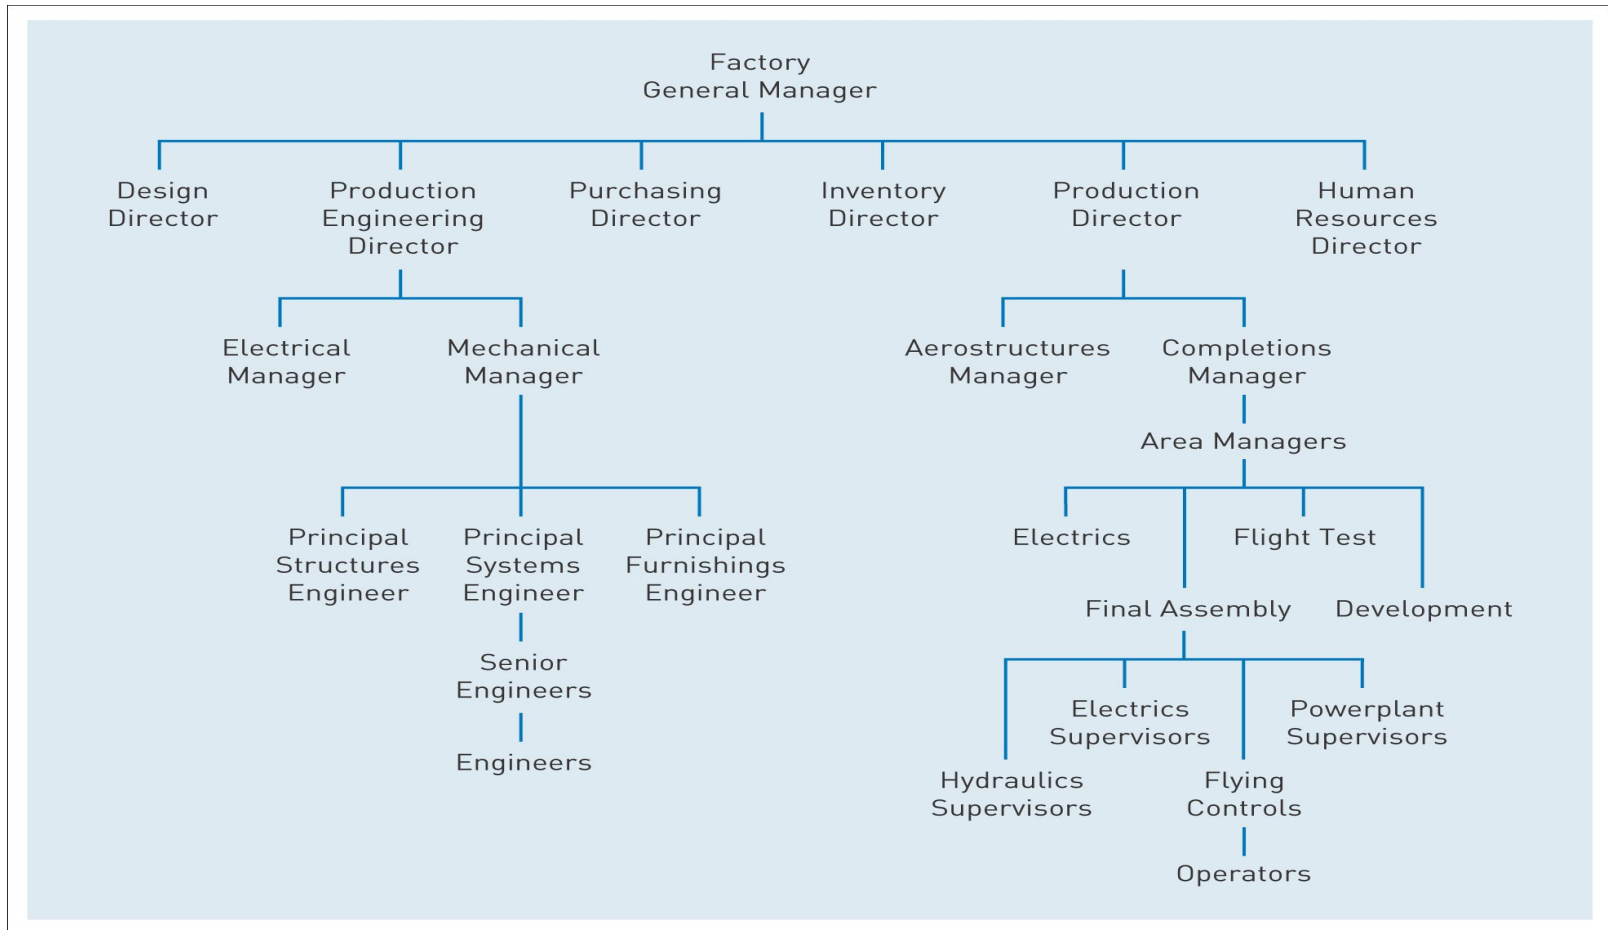 Factory
General Manager
Design
Director
Production
Engineering
Director
Purchasing
Director
Inventory
Director
Production
Director
Human
Resources
Director
Electrical
Manager
Mechanical
Manager
Aerostructures
Manager
Completions
Manager
Area Managers
Principal
Structures
Engineer
Principal
Systems
Engineer
Principal
Furnishings
Engineer
Electrics
Flight Test
Final Assembly
Development
Senior
Engineers
Engineers
Electrics
Supervisors
Powerplant
Supervisors
Hydraulics
Supervisors
Flying
Controls
Operators